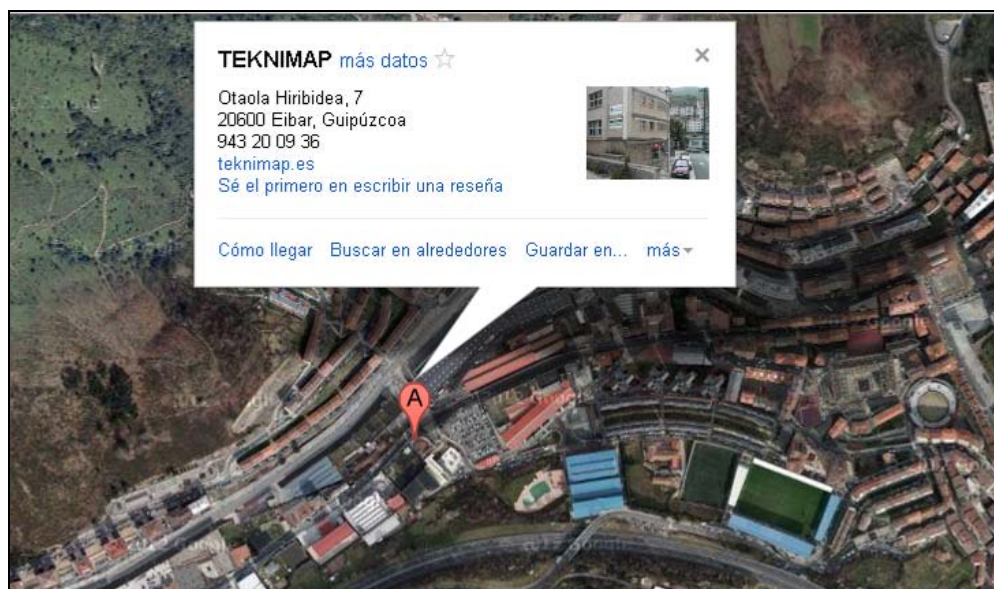 TEKNIMAP más datos
Otaola Hiribidea, 7
20600 Eibar, Guipúzcoa
943 20 09 36
teknimap.es
Sé el primero en escribir una reseña
Cómo llegar Buscar en alrededores Guardar en... más
A